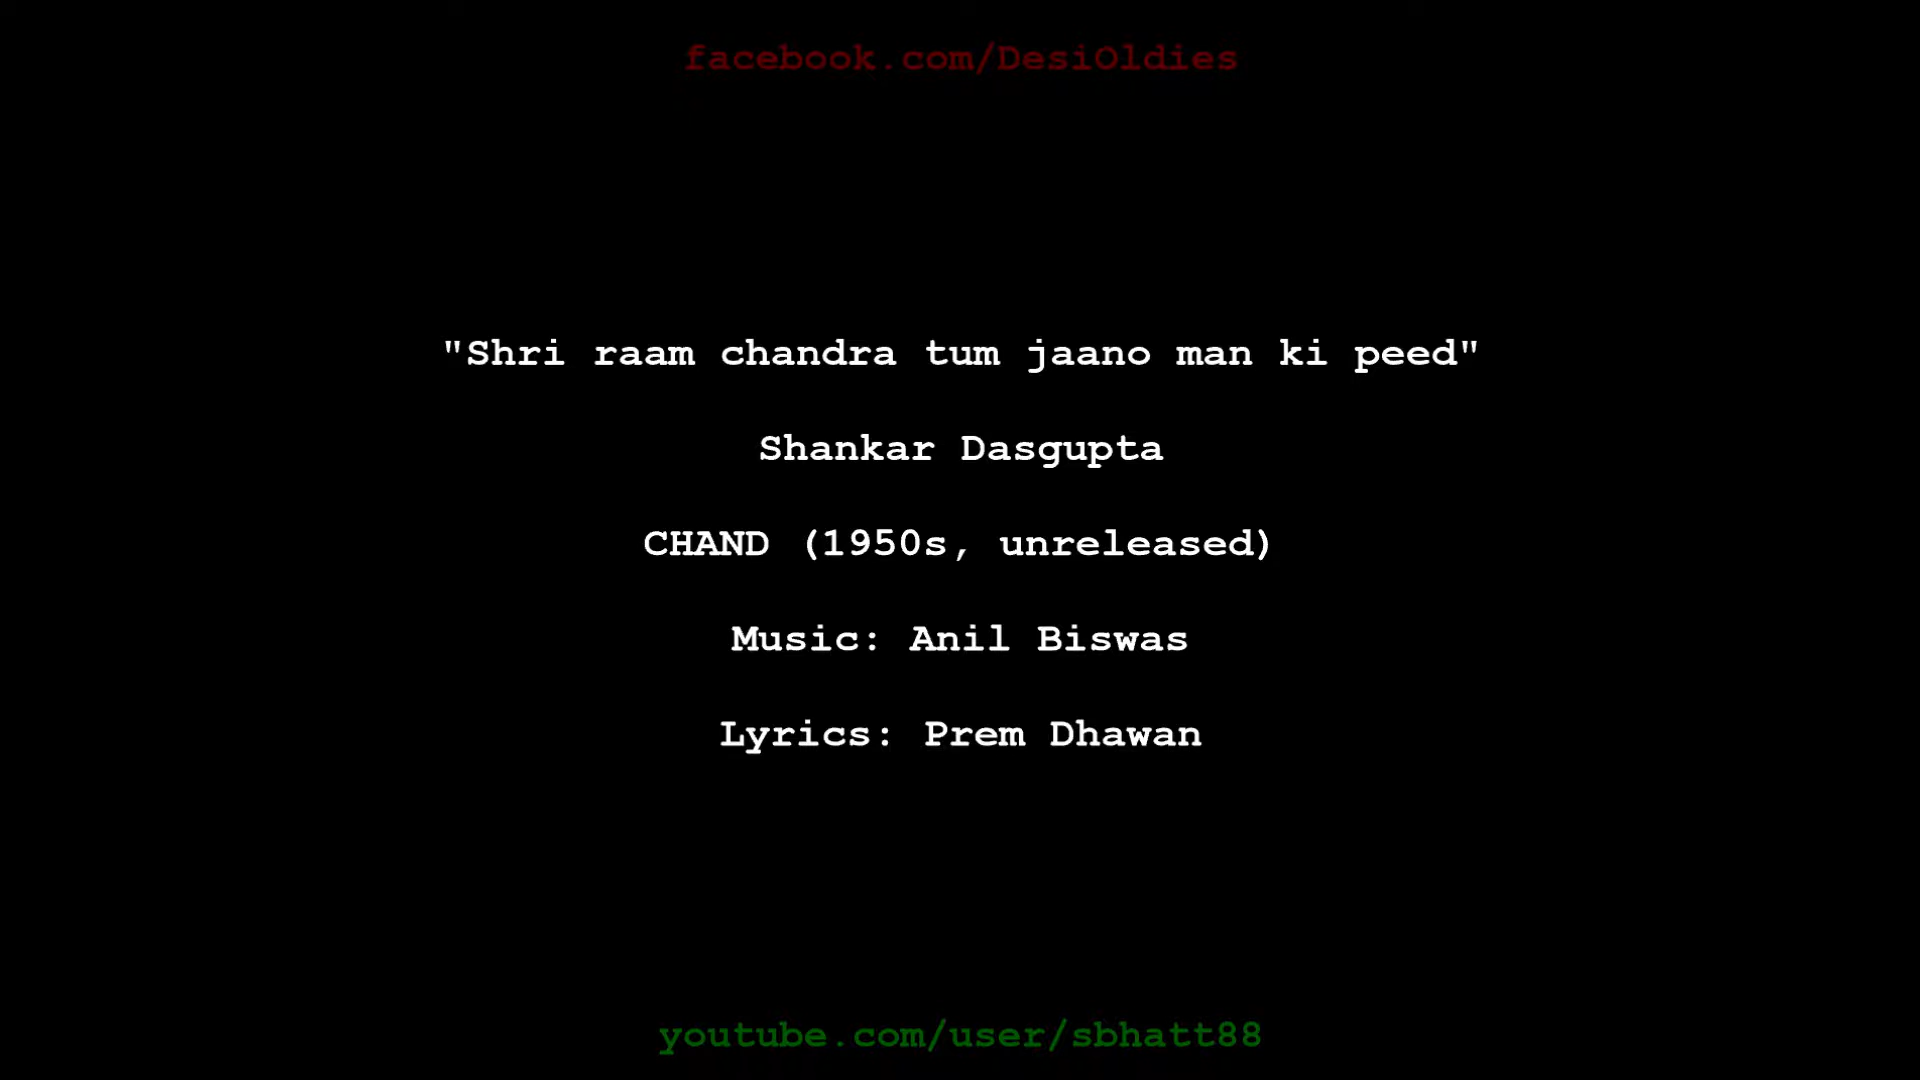 facebook.com/DesiOldies
"Shri raam chandra tum jaano man ki peed"
Shankar Dasgupta
CHAND (1950s, unreleased)
Music: Anil Biswas
Lyrics: Prem Dhawan
youtube.com/user/sbhatt88